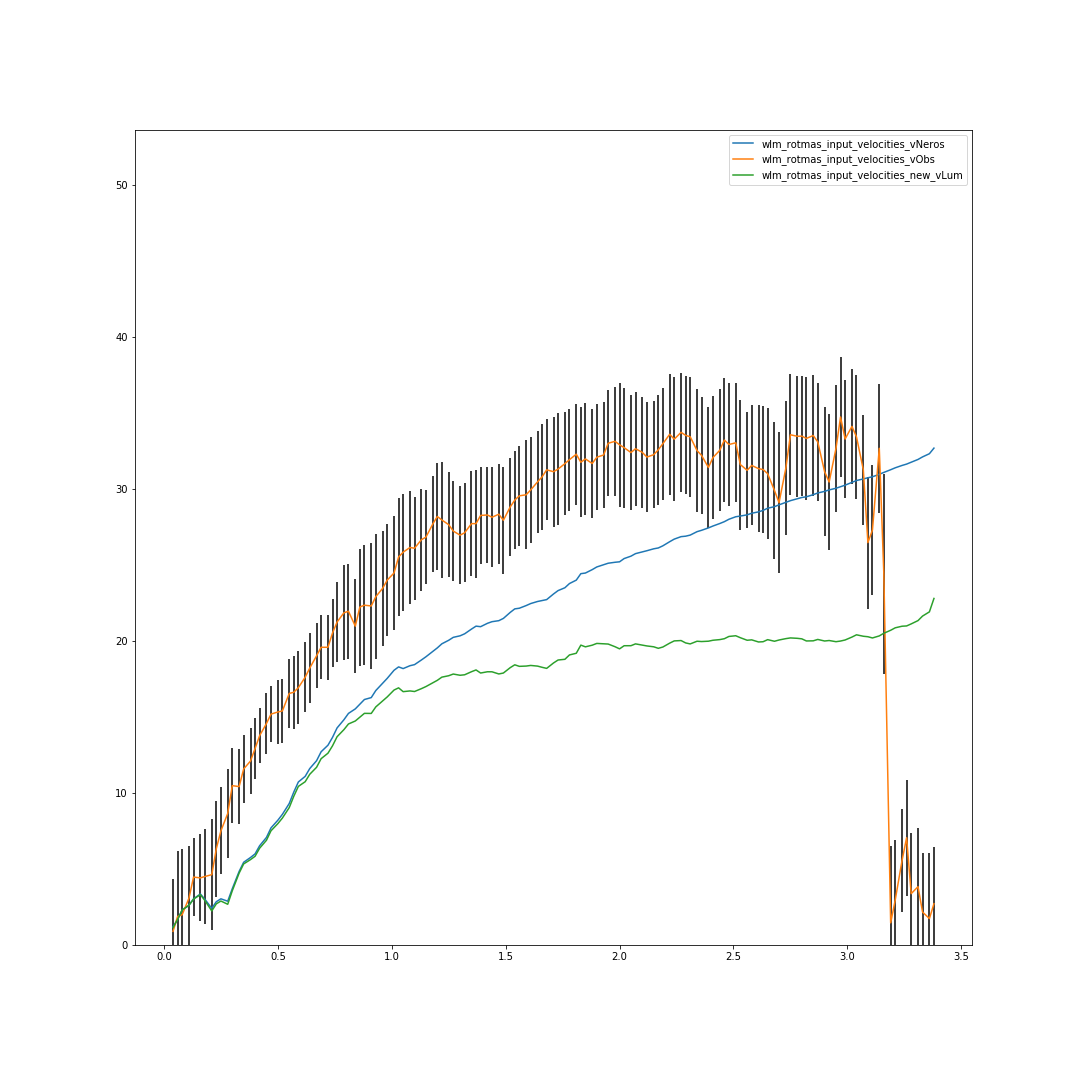 wlm_rotmas_input_velocities_vNeros
wlm_rotmas_input_velocities_vObs
wlm_rotmas_input_velocities_new_vLum
50
40
30
20
10
0
0.0 0.5 1.0 1.5 2.0 2.5 3.0 3.5